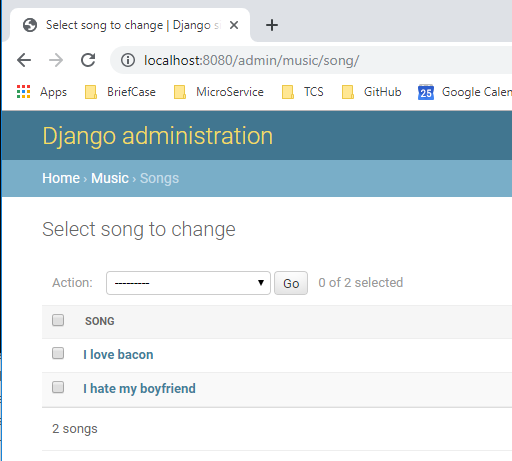 Select song to change | Django s
localhost:8080/admin/music/song/
Apps BriefCase MicroService TCS GitHub 25 Google Calen
Django administration
Home › Music › Songs
Select song to change
Action: --------- Go 0 of 2 selected
SONG
I love bacon
I hate my boyfriend
2 songs